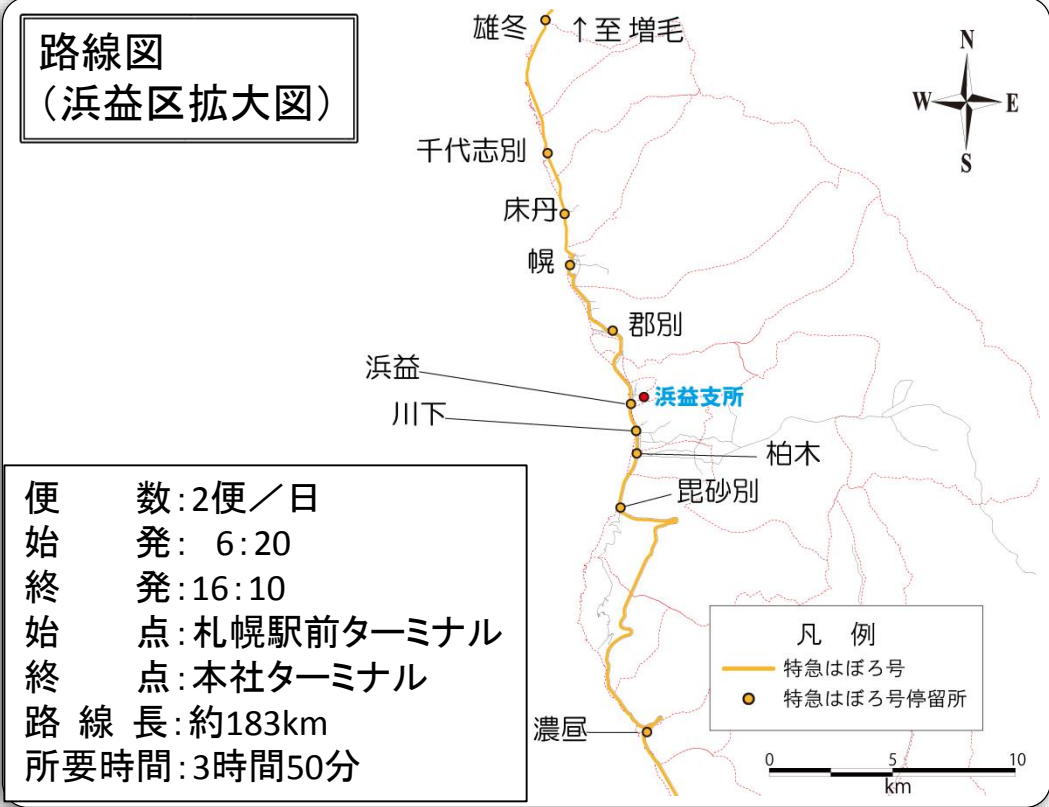 路線図
（浜益区拡大図）
雄冬
↑至 増毛
N
W
E
S
千代志別
床丹
幌
郡別
浜益
浜益支所
川下
柏木
毘砂別
濃昼
便　　数：2便／日
始　　発：　6：20
終　　発：16：10
始　　点：札幌駅前ターミナル
終　　点：本社ターミナル
路 線 長：約183km
所要時間：3時間50分
凡　例
特急はぼろ号
特急はぼろ号停留所
0 5 10
km